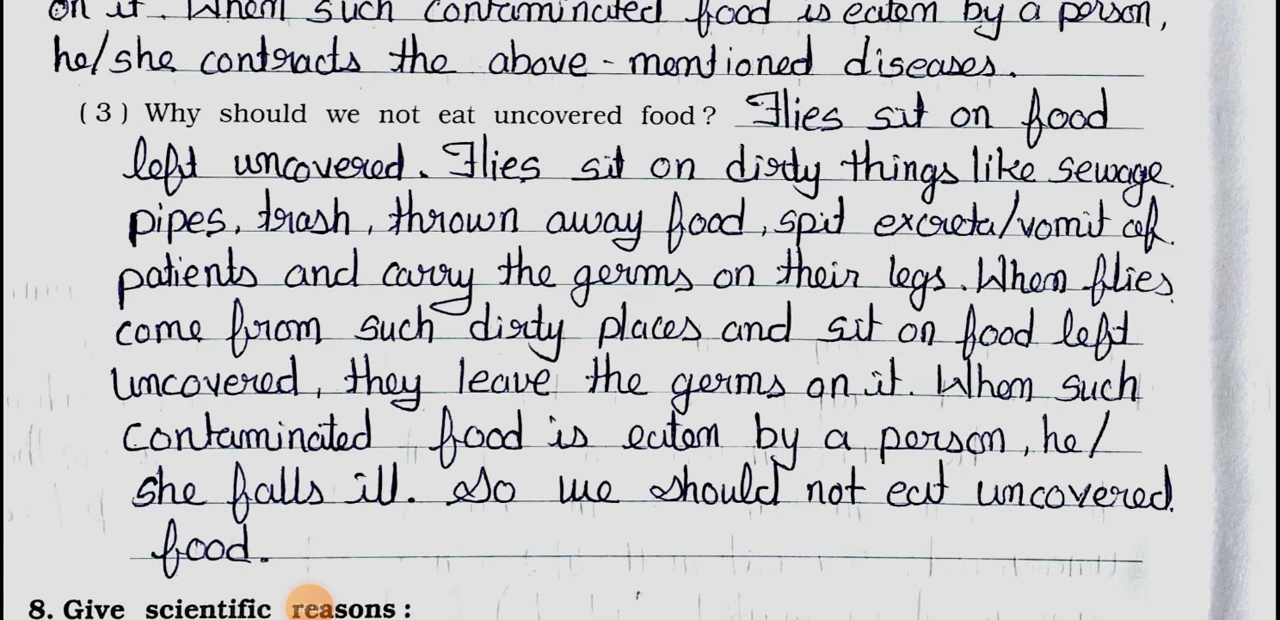 on it. When such contaminated food is eaten by a person,
he/she contracts the above-mentioned diseases.
(3) Why should we not eat uncovered food? Flies sit on food
left uncovered. Flies sit on dirty things like sewage
pipes, trash, thrown away food, spit excreta/vomit of
patients and carry the germs on their legs. When flies
come from such dirty places and sit on food left
uncovered, they leave the germs on it. When such
contaminated food is eaten by a person, he/
she falls ill. So we should not eat uncovered
food.
8. Give scientific reasons: